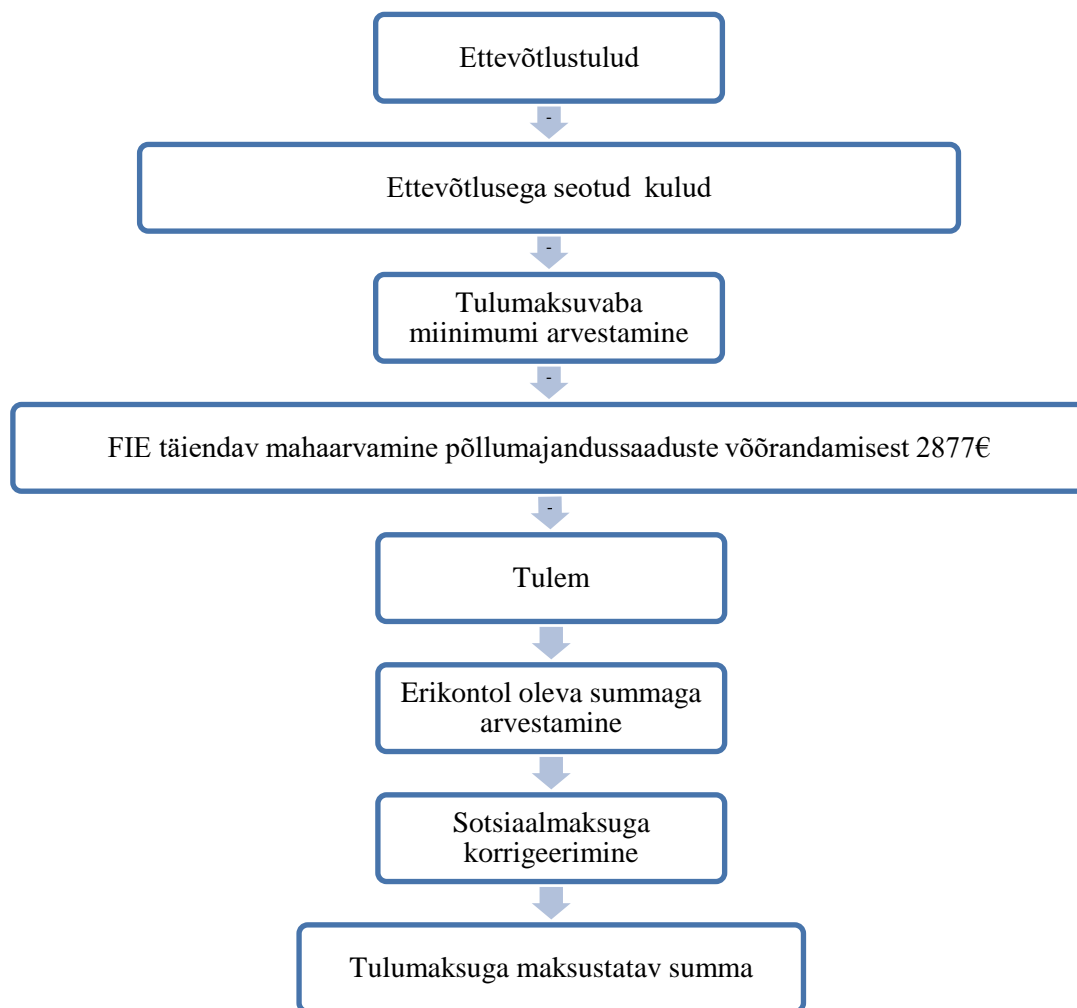 Ettevõtlustulud
-
Ettevõtlusega seotud kulud
-
Tulumaksuvaba
miinimumi arvestamine
-
FIE täiendav mahaarvamine põllumajandussaaduste võõrandamisest 2877€
-
Tulem
Erikontol oleva summaga
arvestamine
Sotsiaalmaksuga
korrigeerimine
Tulumaksuga maksustatav summa